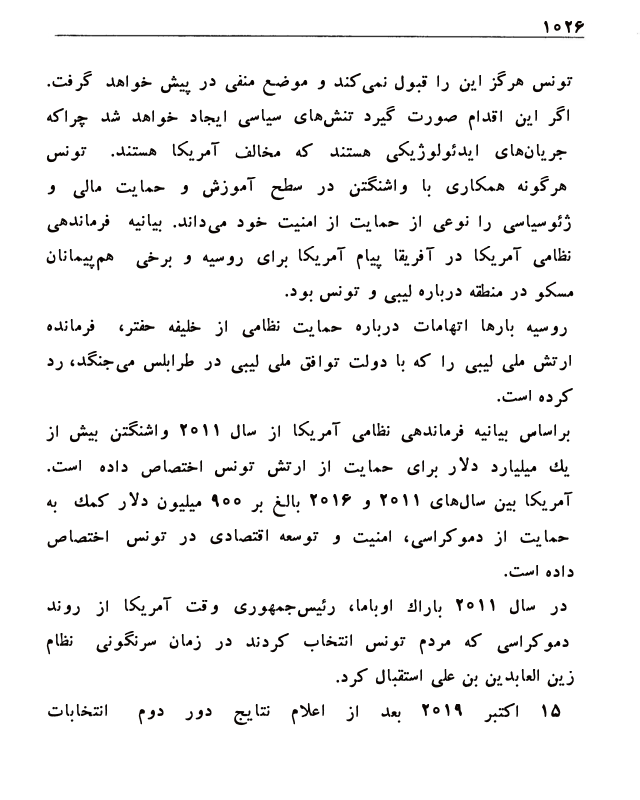 ۱۰۲۶
تونس هرگز این را قبول نمی‌کند و موضع منفی در پیش خواهد گرفت.
اگر این اقدام صورت گیرد تنش‌های سیاسی ایجاد خواهد شد چراکه
جریان‌های ایدئولوژیکی هستند که مخالف آمریکا هستند. تونس
هرگونه همکاری با واشنگتن در سطح آموزش و حمایت مالی و
ژئوسیاسی را نوعی از حمایت از امنیت خود می‌داند. بیانیه فرماندهی
نظامی آمریکا در آفریقا پیام آمریکا برای روسیه و برخی هم‌پیمانان
مسکو در منطقه درباره لیبی و تونس بود.
روسیه بارها اتهامات درباره حمایت نظامی از خلیفه حفتر، فرمانده
ارتش ملی لیبی را که با دولت توافق ملی لیبی در طرابلس می‌جنگد، رد
کرده است.
براساس بیانیه فرماندهی نظامی آمریکا از سال ۲۰۱۱ واشنگتن بیش از
یك میلیارد دلار برای حمایت از ارتش تونس اختصاص داده است.
آمریکا بین سال‌های ۲۰۱۱ و ۲۰۱۶ بالغ بر ۹۰۰ میلیون دلار کمك به
حمایت از دموکراسی، امنیت و توسعه اقتصادی در تونس اختصاص
داده است.
در سال ۲۰۱۱ باراك اوباما، رئیس‌جمهوری وقت آمریکا از روند
دموکراسی که مردم تونس انتخاب کردند در زمان سرنگونی نظام
زین العابدین بن علی استقبال کرد.
۱۵ اکتبر ۲۰۱۹ بعد از اعلام نتایج دور دوم انتخابات